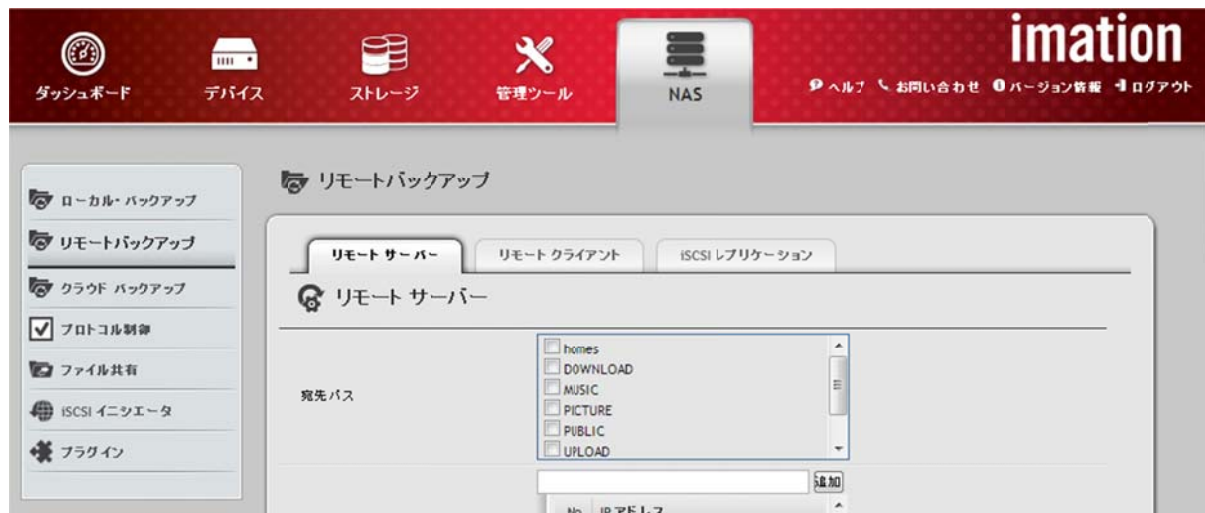 imation
ダッシュボード
デバイス
ストレージ
管理ツール
NAS
ヘルプ お問い合わせ バージョン情報 ログアウト
ローカル・バックアップ
リモートバックアップ
クラウド バックアップ
プロトコル制御
ファイル共有
iSCSI イニシエータ
プラグイン
リモートバックアップ
リモート サーバー
リモート クライアント
iSCSI レプリケーション
リモート サーバー
宛先パス
homes
DOWNLOAD
MUSIC
PICTURE
PUBLIC
UPLOAD
追加
No IP アドレス